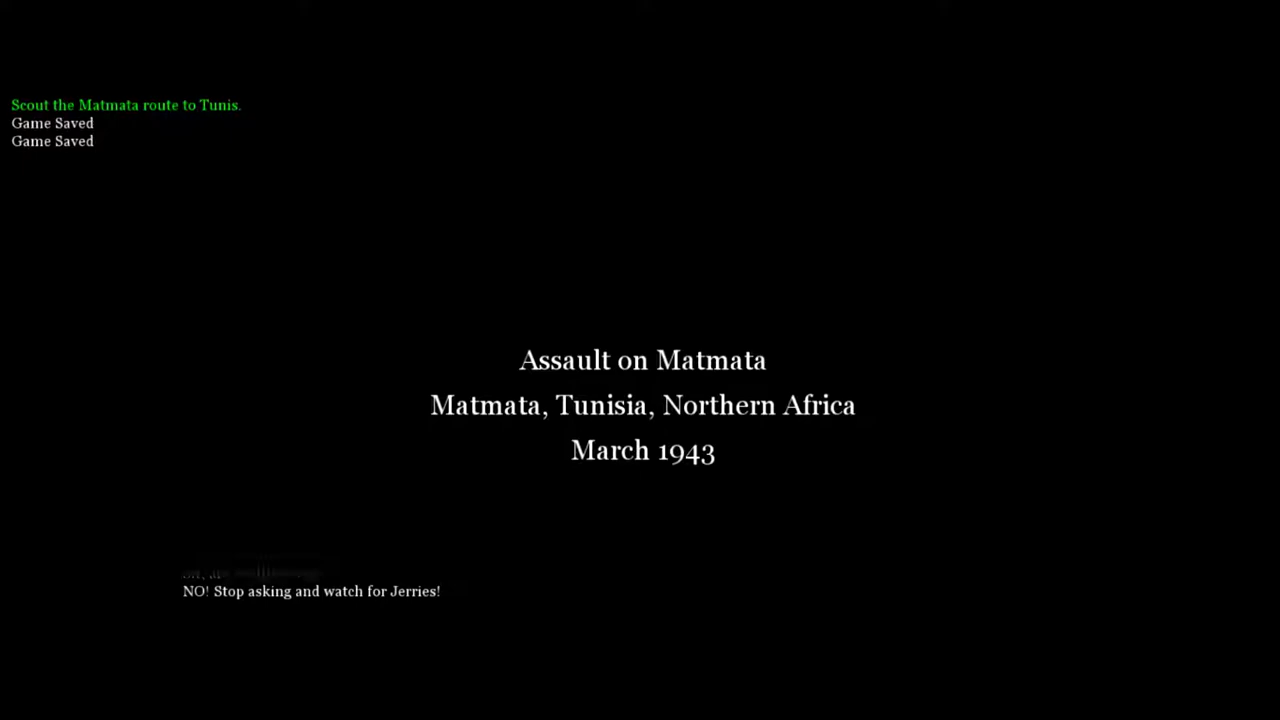 Scout the Matmata route to Tunis.
Game Saved
Game Saved
Assault on Matmata
Matmata, Tunisia, Northern Africa
March 1943
NO! Stop asking and watch for Jerries!